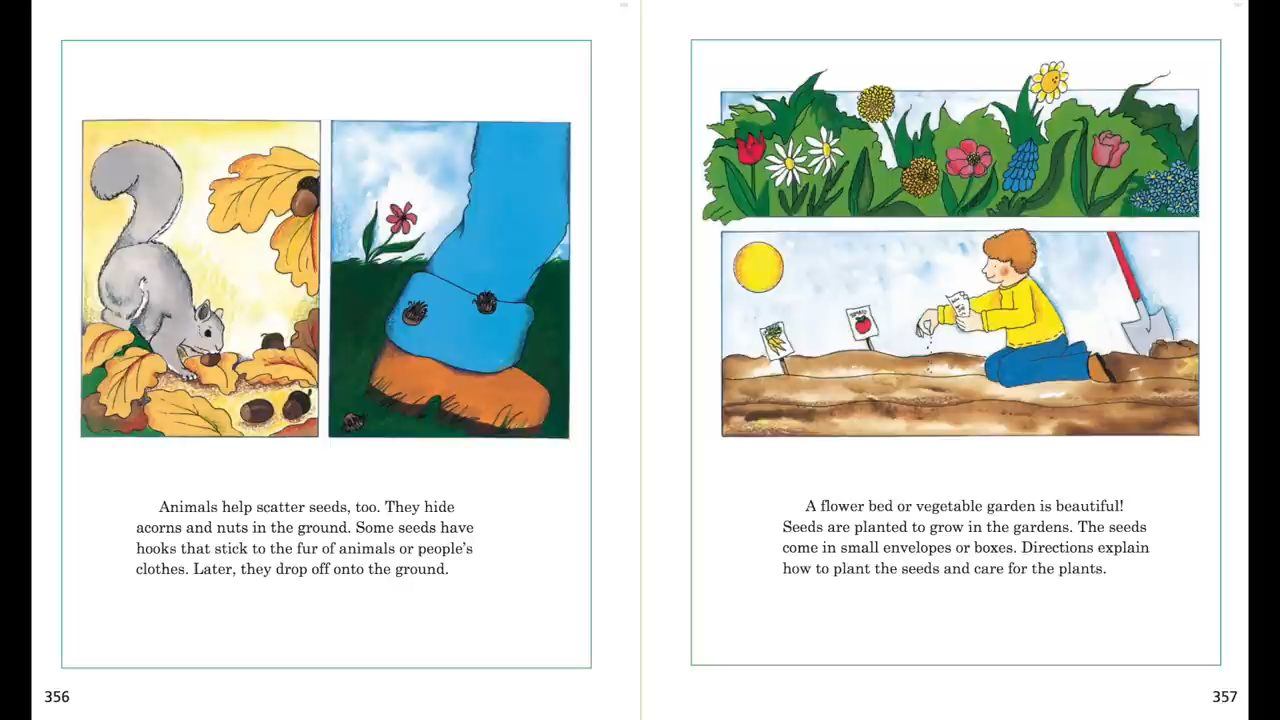 Animals help scatter seeds, too. They hide
acorns and nuts in the ground. Some seeds have
hooks that stick to the fur of animals or people's
clothes. Later, they drop off onto the ground.
356
A flower bed or vegetable garden is beautiful!
Seeds are planted to grow in the gardens. The seeds
come in small envelopes or boxes. Directions explain
how to plant the seeds and care for the plants.
357